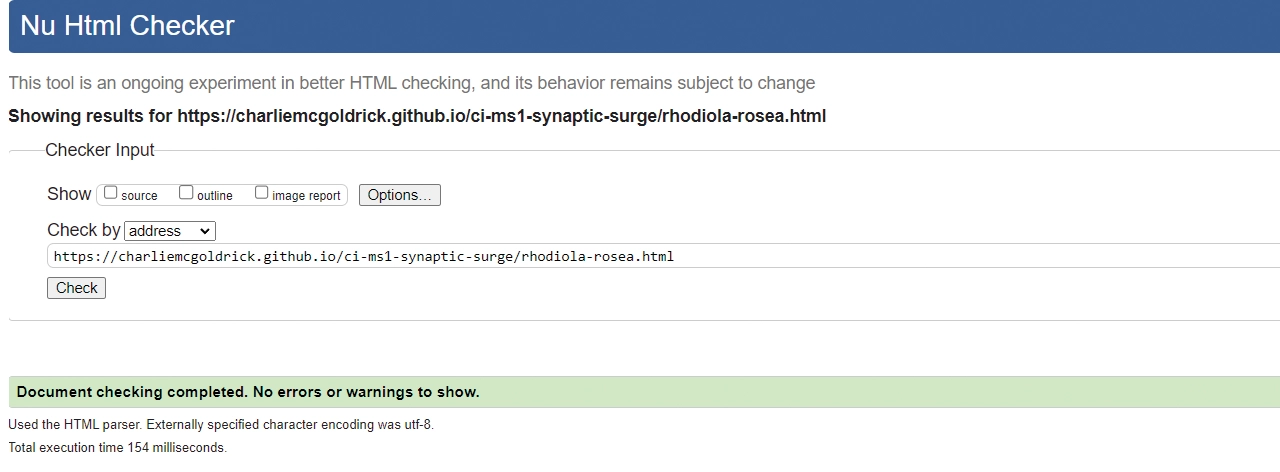 Nu Html Checker
This tool is an ongoing experiment in better HTML checking, and its behavior remains subject to change
Showing results for https://charliemcgoldrick.github.io/ci-ms1-synaptic-surge/rhodiola-rosea.html
Checker Input
Show source outline image report Options...
Check by address
https://charliemcgoldrick.github.io/ci-ms1-synaptic-surge/rhodiola-rosea.html
Check
Document checking completed. No errors or warnings to show.
Used the HTML parser. Externally specified character encoding was utf-8.
Total execution time 154 milliseconds.